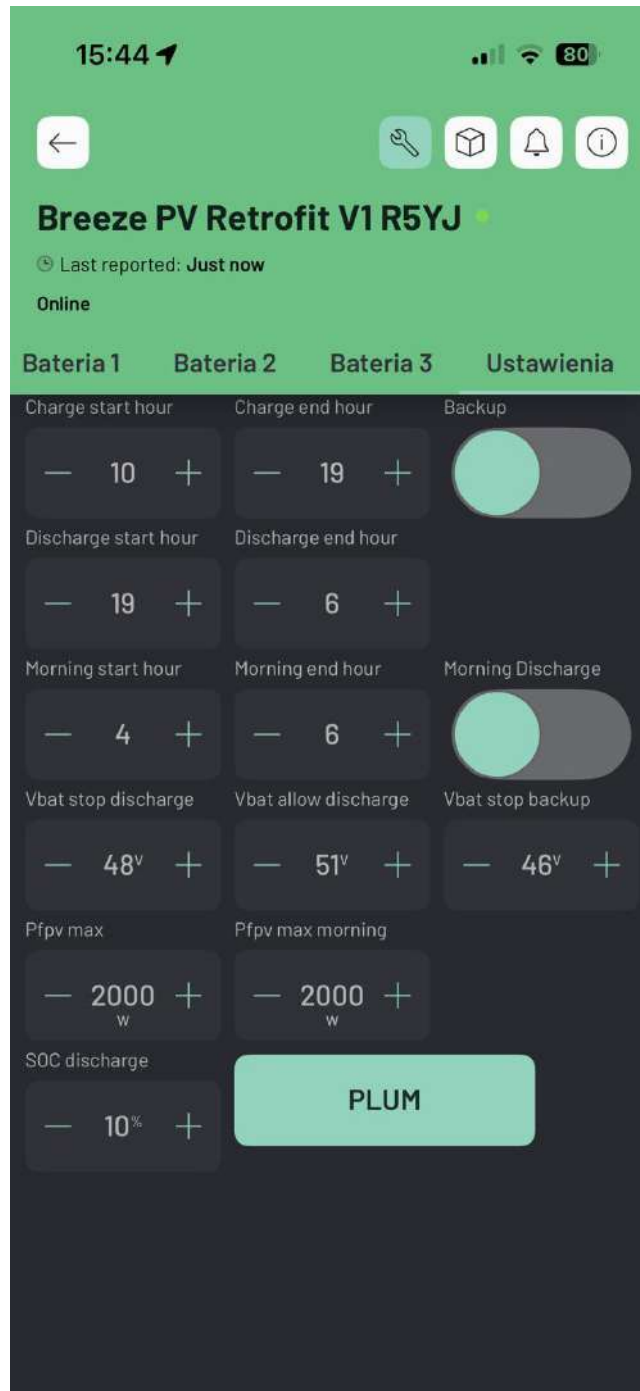 15:44
80
Breeze PV Retrofit V1 R5YJ
Last reported: Just now
Online
Bateria 1 Bateria 2 Bateria 3 Ustawienia
Charge start hour Charge end hour Backup
— 10 + — 19 +
Discharge start hour Discharge end hour
— 19 + — 6 +
Morning start hour Morning end hour Morning Discharge
— 4 + — 6 +
Vbat stop discharge Vbat allow discharge Vbat stop backup
— 48V + — 51V + — 46V +
Pfpv max Pfpv max morning
— 2000 + — 2000 +
W W
SOC discharge
PLUM
— 10% +